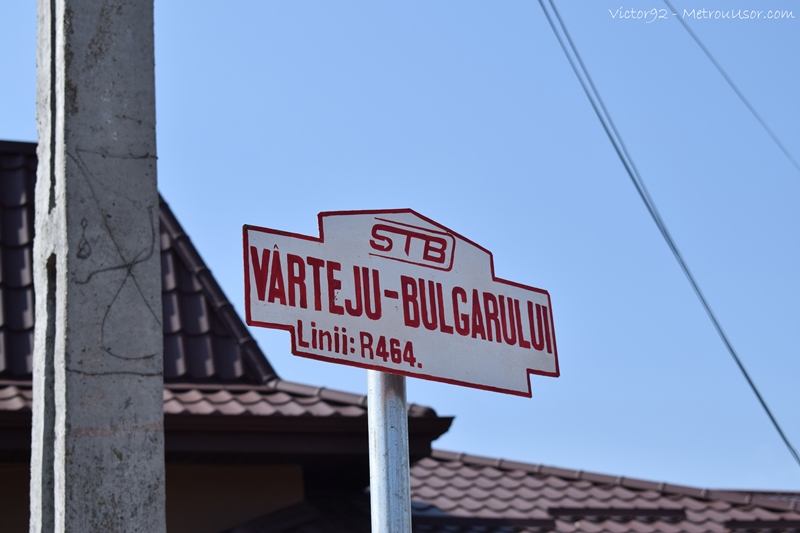 Victor92 - MetrouUsor.com
STB
VÂRTEJU-BULGARULUI
Linii: R464.